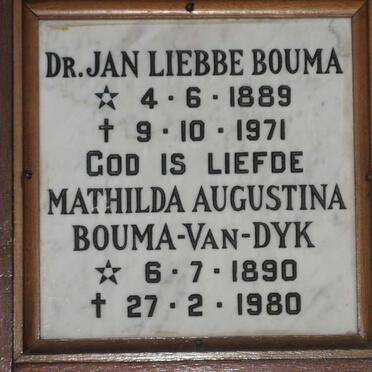 DR. JAN LIEBBE BOUMA
☆ 4·6·1889
✝ 9·10·1971
GOD IS LIEFDE
MATHILDA AUGUSTINA
BOUMA-VAN-DYK
☆ 6·7·1890
✝ 27·2·1980